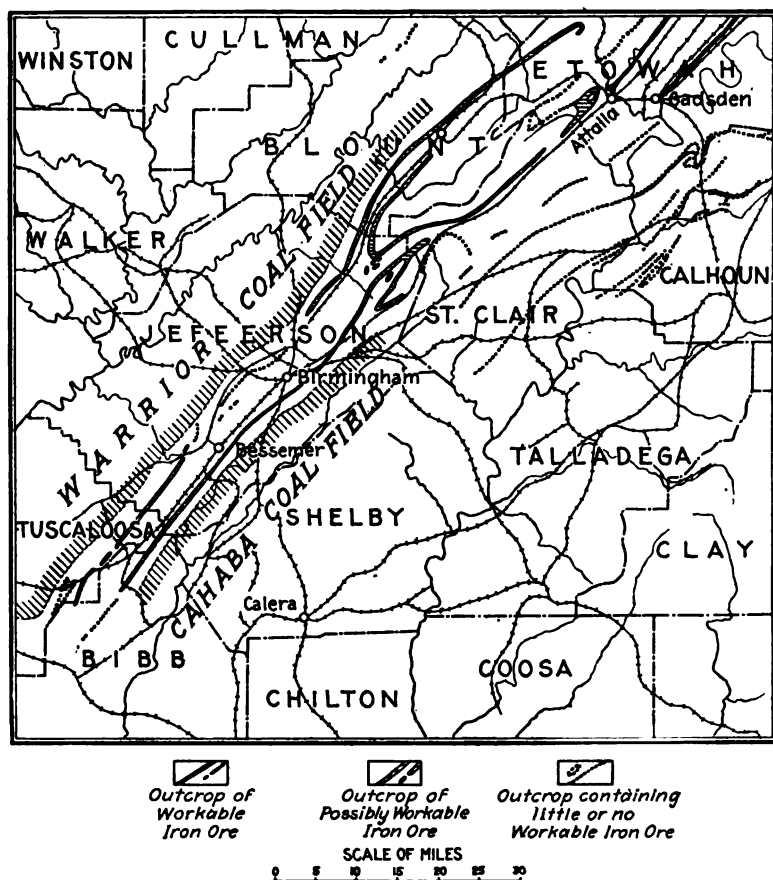 CULLMAN
WINSTON
ETOWAH
Gadsden
Attalla
BLOUNT
WALKER
WARRIOR COAL FIELD
CALHOUN
ST. CLAIR
JEFFERSON
Birmingham
Bessemer
CAHABA COAL FIELD
TALLADEGA
TUSCALOOSA
SHELBY
CLAY
Calera
BIBB
COOSA
CHILTON
Outcrop of
Workable
Iron Ore
Outcrop of
Possibly Workable
Iron Ore
Outcrop containing
little or no
Workable Iron Ore
SCALE OF MILES
0 5 10 15 20 25 30